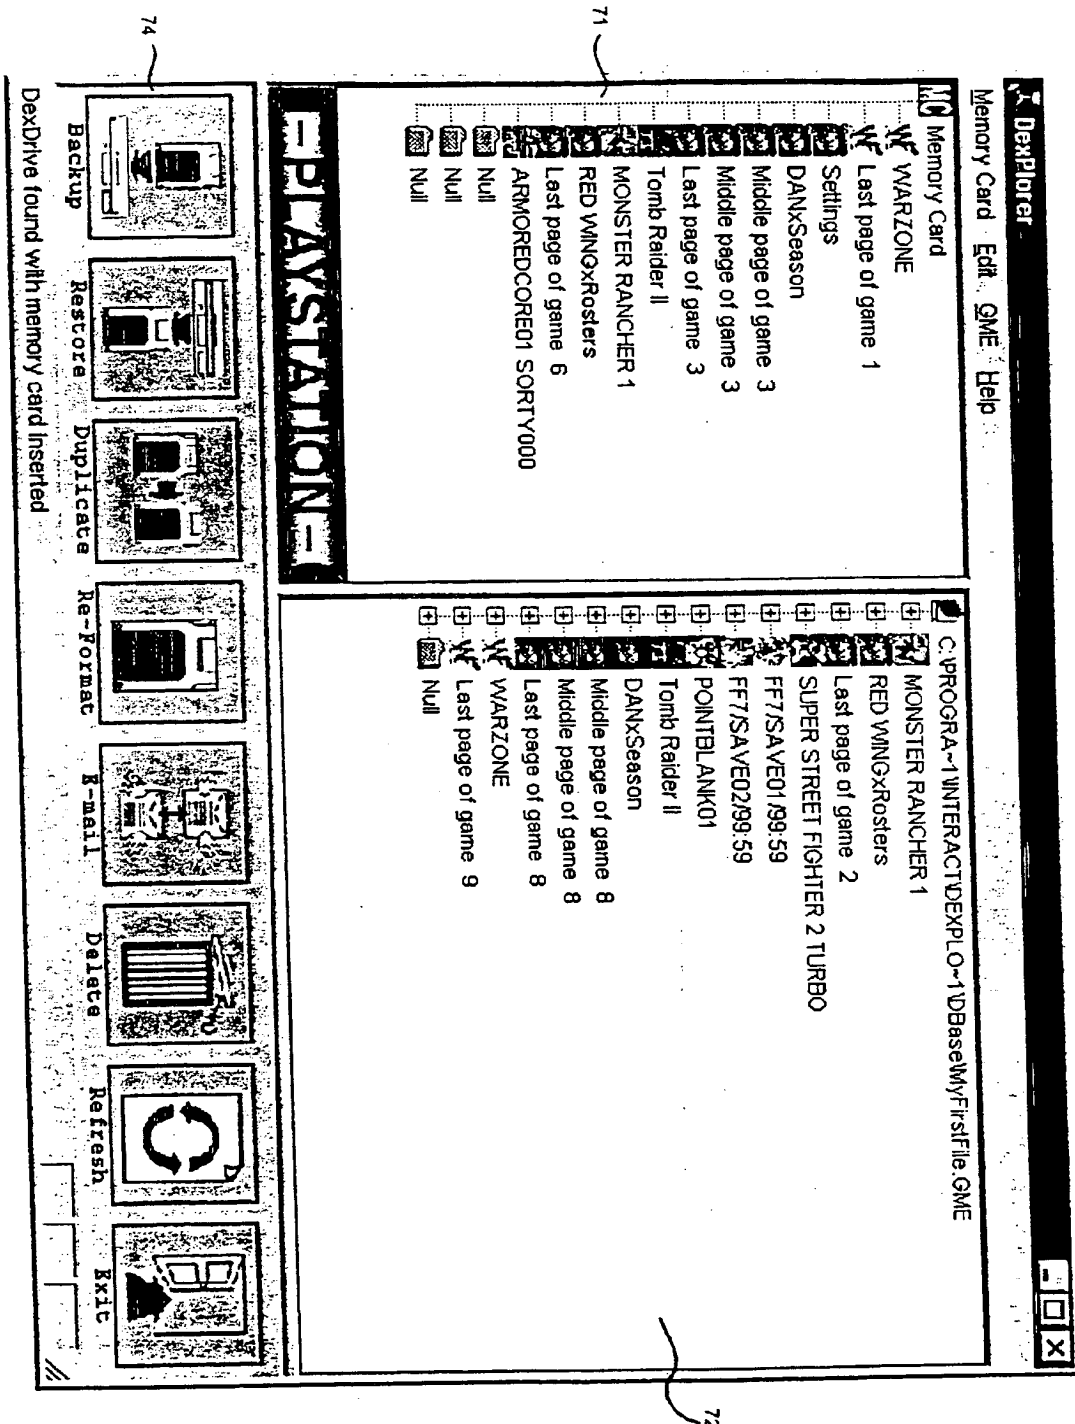 DexPlorer
Memory Card Edit GME Help
MC Memory Card
WARZONE
Last page of game 1
Settings
DANxSeason
Middle page of game 3
Middle page of game 3
Last page of game 3
Tomb Raider II
MONSTER RANCHER1
RED WINGxRosters
Last page of game 6
ARMOREDCORE01 SORTY000
Null
Null
Null
PLAYSTATION
C:\PROGRA~1\INTERACT\DEXPLO~1\DBase\MyFirstFile.GME
MONSTER RANCHER1
RED WINGxRosters
Last page of game 2
SUPER STREET FIGHTER 2 TURBO
FF7/SAVE01/99:59
FF7/SAVE02/99:59
POINTBLANK01
Tomb Raider II
DANxSeason
Middle page of game 8
Middle page of game 8
Last page of game 8
WARZONE
Last page of game 9
Null
Backup Restore Duplicate Re-Format E-mail Delete Refresh Exit
DexDrive found with memory card inserted
71
72
74